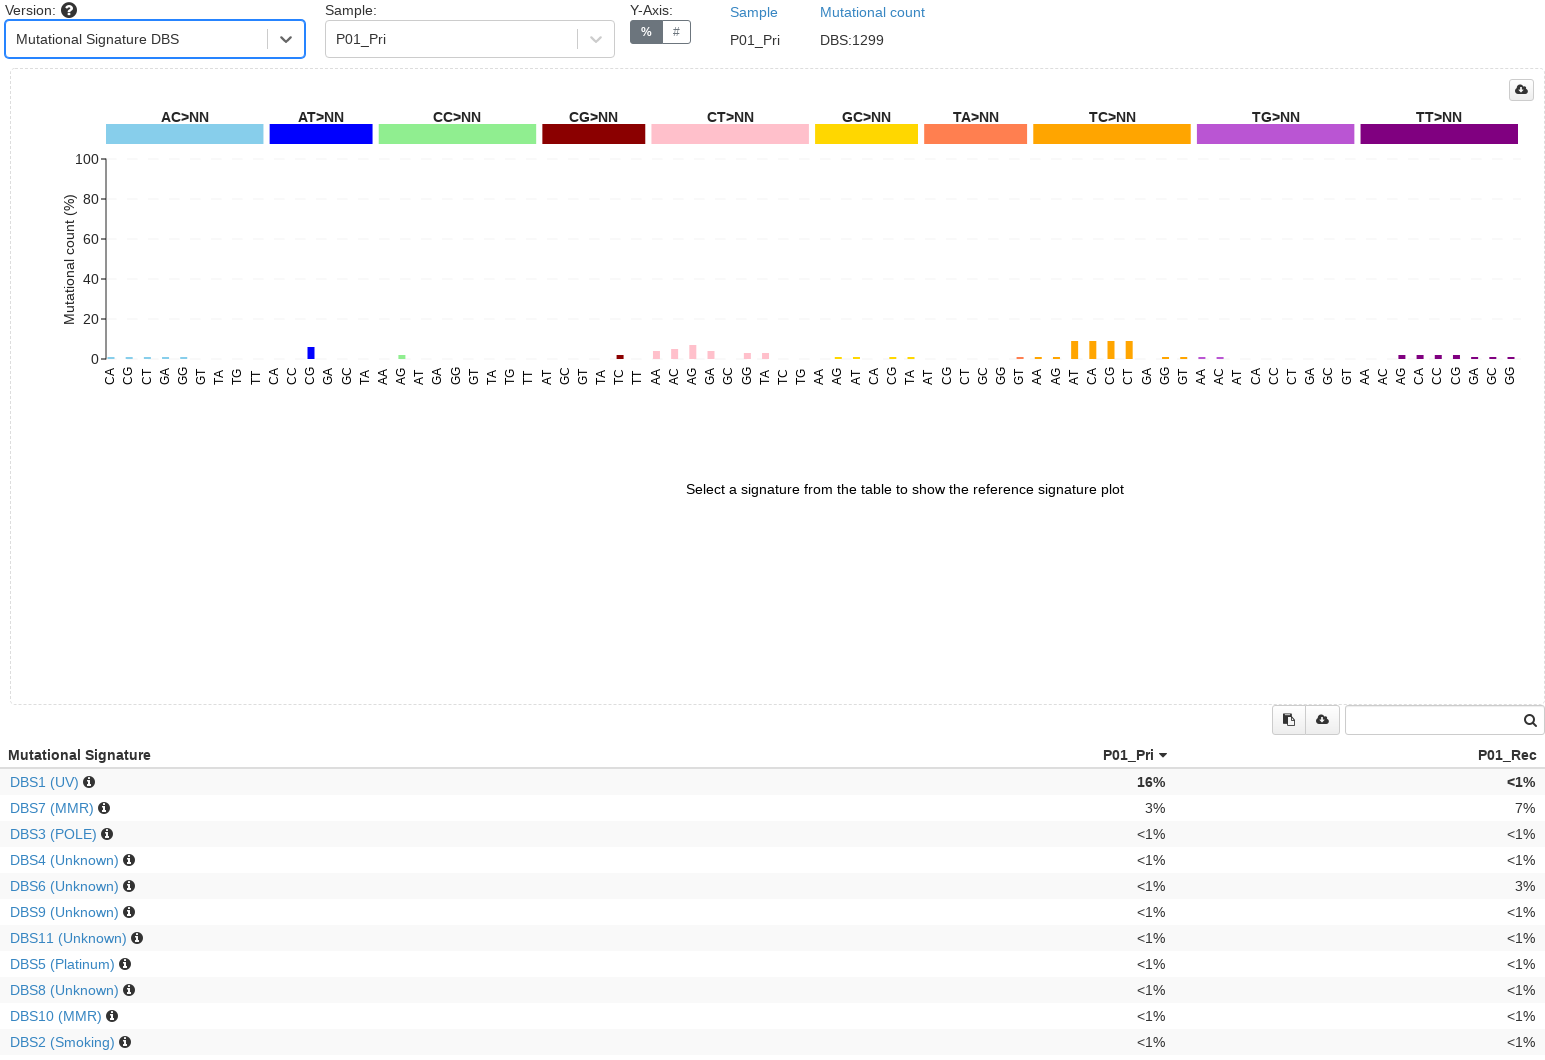 Version: Sample: Y-Axis: Sample Mutational count
Mutational Signature DBS P01_Pri % # P01_Pri DBS:1299
AC>NN AT>NN CC>NN CG>NN CT>NN GC>NN TA>NN TC>NN TG>NN TT>NN
100
80
60
40
20
0
Mutational count (%)
CA CG CT GA GG GT TA TG TT CA CC CG GA GC TA AA AG AT GA GG GT TA TG TT AT GC GT TA TC TT AA AC AG GA GC GG TA TC TG AA AG AT CA CG TA AT CG CT GC GG GT AA AG AT CA CG CT GA GG GT AA AC AT CA CC CT GA GC GT AA AC AG CA CC CG GA GC GG
Select a signature from the table to show the reference signature plot
Mutational Signature P01_Pri P01_Rec
DBS1 (UV) 16% <1%
DBS7 (MMR) 3% 7%
DBS3 (POLE) <1% <1%
DBS4 (Unknown) <1% <1%
DBS6 (Unknown) <1% 3%
DBS9 (Unknown) <1% <1%
DBS11 (Unknown) <1% <1%
DBS5 (Platinum) <1% <1%
DBS8 (Unknown) <1% <1%
DBS10 (MMR) <1% <1%
DBS2 (Smoking) <1% <1%